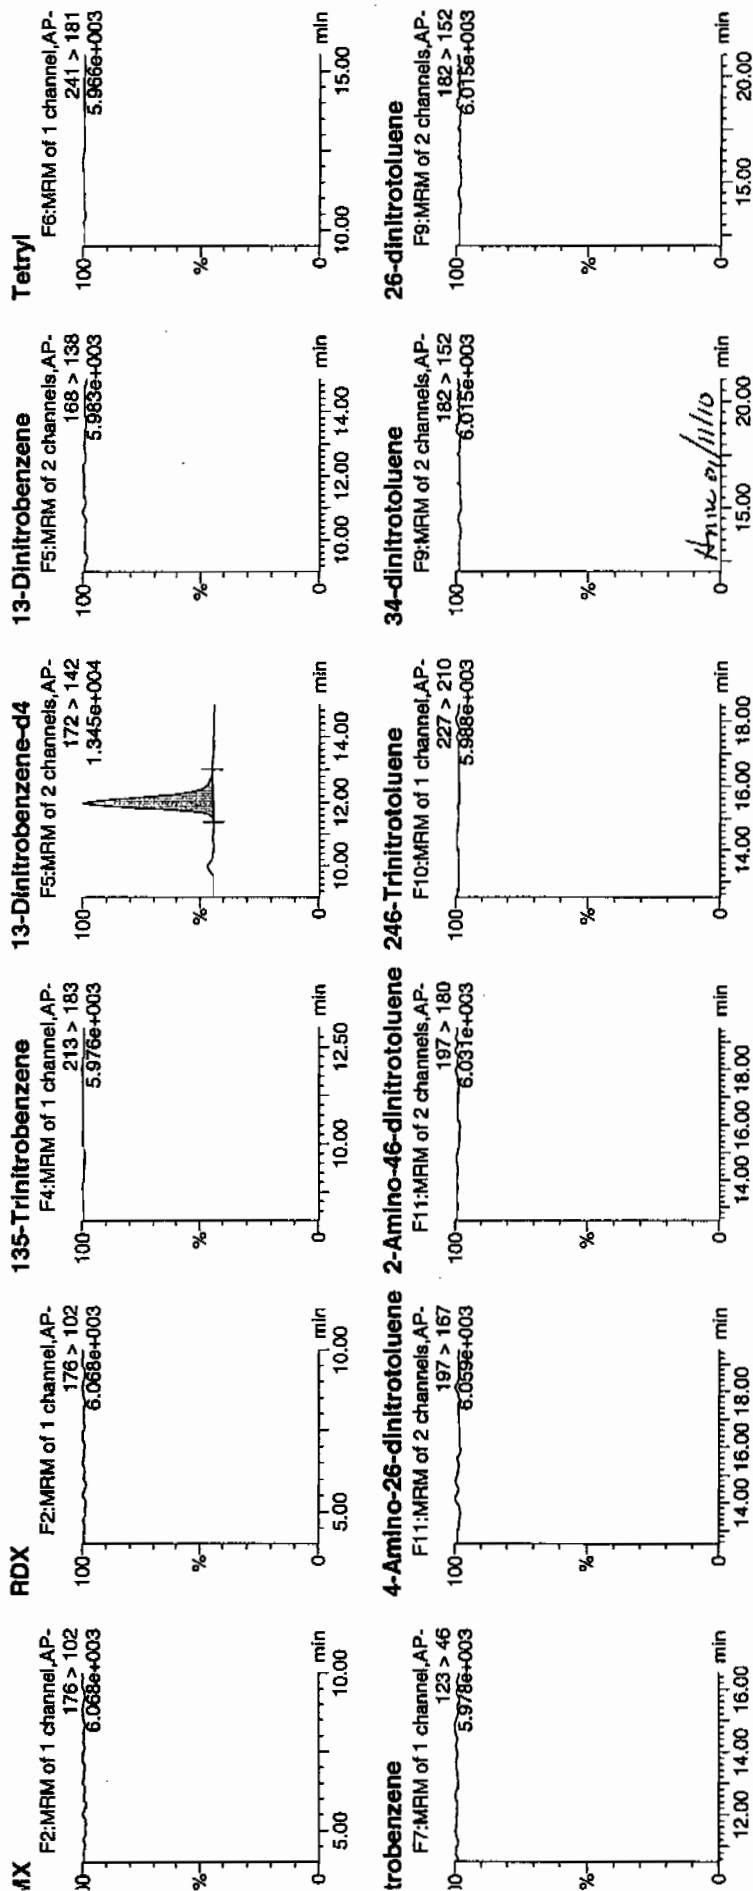 ΛX
F2:MRM of 1 channel,AP-
176 > 102
6.068e+003
00
%
0
5.00 10.00 min
RDX
F2:MRM of 1 channel,AP-
176 > 102
6.068e+003
100
%
0
5.00 10.00 min
135-Trinitrobenzene
F4:MRM of 1 channel,AP-
213 > 183
5.976e+003
100
%
0
10.00 12.50 min
13-Dinitrobenzene-d4
F5:MRM of 2 channels,AP-
172 > 142
1.345e+004
100
%
0
10.00 12.00 14.00 min
13-Dinitrobenzene
F5:MRM of 2 channels,AP-
168 > 138
5.983e+003
100
%
0
10.00 12.00 14.00 min
Tetryl
F6:MRM of 1 channel,AP-
241 > 181
5.966e+003
100
%
0
10.00 15.00 min
trobenzene
F7:MRM of 1 channel,AP-
123 > 46
5.978e+003
00
%
0
12.00 14.00 16.00 min
4-Amino-26-dinitrotoluene
F11:MRM of 2 channels,AP-
197 > 167
6.059e+003
100
%
0
14.00 16.00 18.00 min
2-Amino-46-dinitrotoluene
F11:MRM of 2 channels,AP-
197 > 180
6.031e+003
100
%
0
14.00 16.00 18.00 min
246-Trinitrotoluene
F10:MRM of 1 channel,AP-
227 > 210
5.988e+003
100
%
0
14.00 16.00 18.00 min
34-dinitrotoluene
F9:MRM of 2 channels,AP-
182 > 152
6.015e+003
100
%
0
01/11/10
15.00 20.00 min
26-dinitrotoluene
F9:MRM of 2 channels,AP-
182 > 152
6.015e+003
100
%
0
15.00 20.00 min